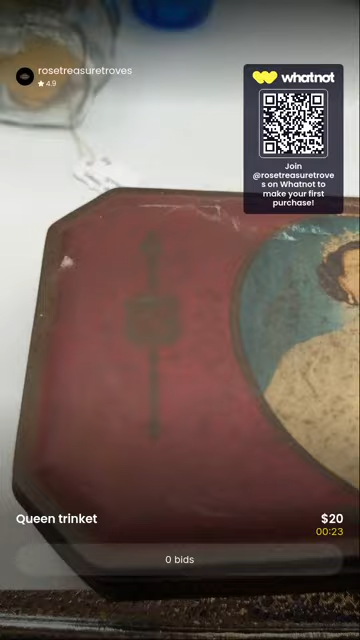 rosetreasuretroves
4.9
whatnot
Join
@rosetreasuretrove
s on Whatnot to
make your first
purchase!
Queen trinket
$20
00:23
0 bids